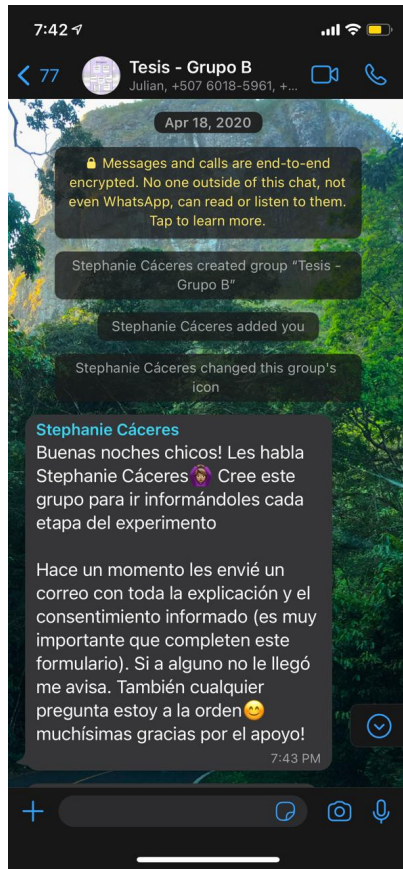 7:42
77
Tesis - Grupo B
Julian, +507 6018-5961, +...
Apr 18, 2020
Messages and calls are end-to-end
encrypted. No one outside of this chat, not
even WhatsApp, can read or listen to them.
Tap to learn more.
Stephanie Cáceres created group “Tesis -
Grupo B”
Stephanie Cáceres added you
Stephanie Cáceres changed this group's
icon
Stephanie Cáceres
Buenas noches chicos! Les habla
Stephanie Cáceres🙋🏽‍♀️ Cree este
grupo para ir informándoles cada
etapa del experimento
Hace un momento les envié un
correo con toda la explicación y el
consentimiento informado (es muy
importante que completen este
formulario). Si a alguno no le llegó
me avisa. También cualquier
pregunta estoy a la orden😊
muchísimas gracias por el apoyo!
7:43 PM